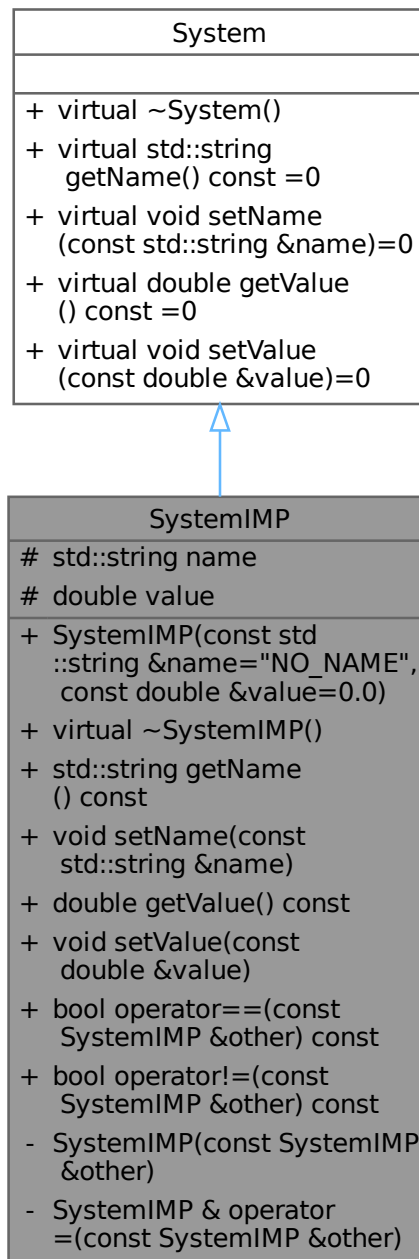 System
+ virtual ~System()
+ virtual std::string
getName() const =0
+ virtual void setName
(const std::string &name)=0
+ virtual double getValue
() const =0
+ virtual void setValue
(const double &value)=0
SystemIMP
# std::string name
# double value
+ SystemIMP(const std
::string &name="NO_NAME",
const double &value=0.0)
+ virtual ~SystemIMP()
+ std::string getName
() const
+ void setName(const
std::string &name)
+ double getValue() const
+ void setValue(const
double &value)
+ bool operator==(const
SystemIMP &other) const
+ bool operator!=(const
SystemIMP &other) const
- SystemIMP(const SystemIMP
&other)
- SystemIMP & operator
=(const SystemIMP &other)